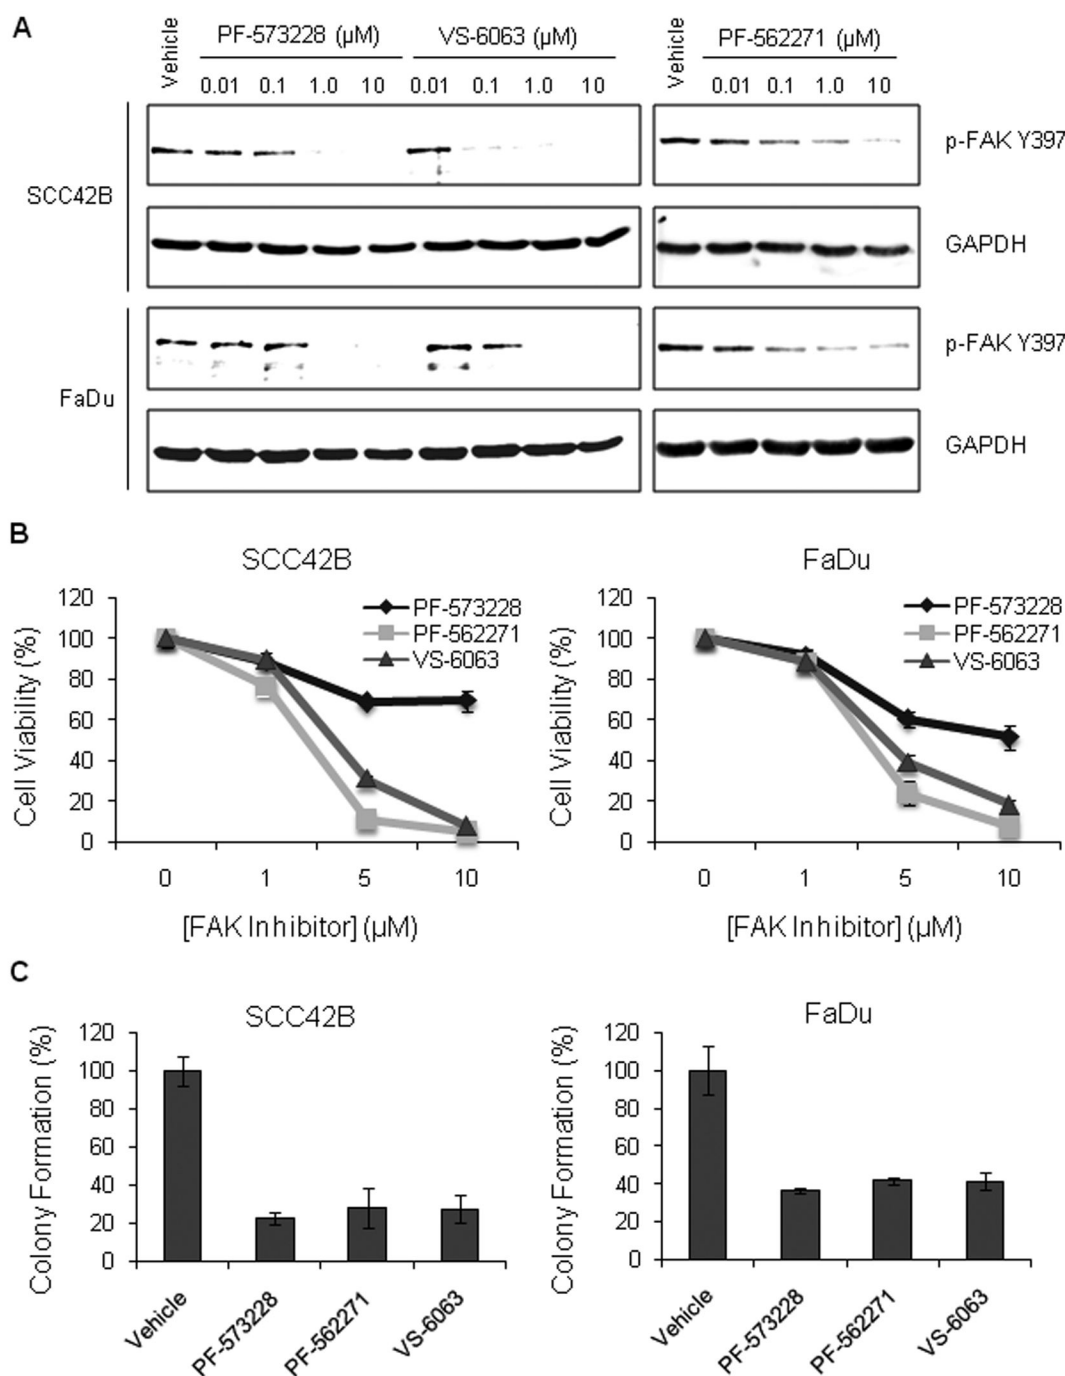 A
Vehicle
PF-573228 (µM)
VS-6063 (µM)
Vehicle
PF-562271 (µM)
0.01 0.1 1.0 10 0.01 0.1 1.0 10 0.01 0.1 1.0 10
SCC42B
p-FAK Y397
GAPDH
FaDu
p-FAK Y397
GAPDH
B
SCC42B
Cell Viability (%)
120
100
80
60
40
20
0
PF-573228
PF-562271
VS-6063
0 1 5 10
[FAK Inhibitor] (µM)
FaDu
Cell Viability (%)
120
100
80
60
40
20
0
PF-573228
PF-562271
VS-6063
0 1 5 10
[FAK Inhibitor] (µM)
C
SCC42B
Colony Formation (%)
120
100
80
60
40
20
0
Vehicle
PF-573228
PF-562271
VS-6063
FaDu
Colony Formation (%)
120
100
80
60
40
20
0
Vehicle
PF-573228
PF-562271
VS-6063